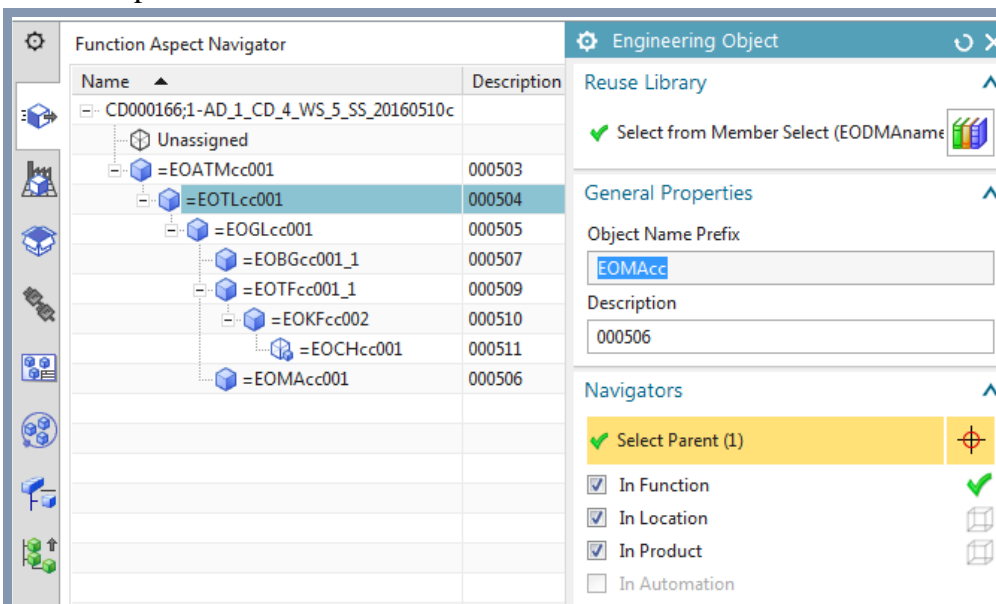 Function Aspect Navigator
Name Description
CD000166;1-AD_1_CD_4_WS_5_SS_20160510c
Unassigned
=EOATMcc001 000503
=EOTLcc001 000504
=EOGLcc001 000505
=EOBGcc001_1 000507
=EOTFcc001_1 000509
=EOKFcc002 000510
=EOCHcc001 000511
=EOMAcc001 000506
Engineering Object
Reuse Library
Select from Member Select (EODMAname
General Properties
Object Name Prefix
EOMAcc
Description
000506
Navigators
Select Parent (1)
In Function
In Location
In Product
In Automation